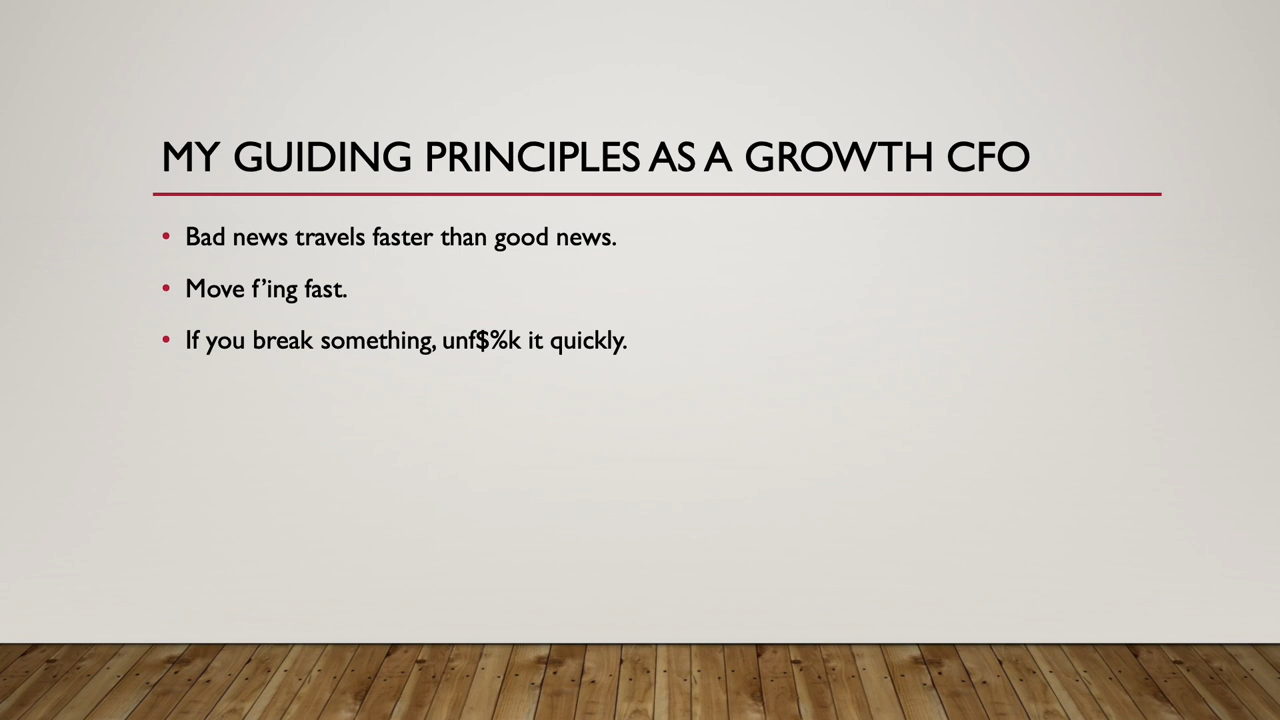 MY GUIDING PRINCIPLES AS A GROWTH CFO
• Bad news travels faster than good news.
• Move f’ing fast.
• If you break something, unf$%k it quickly.